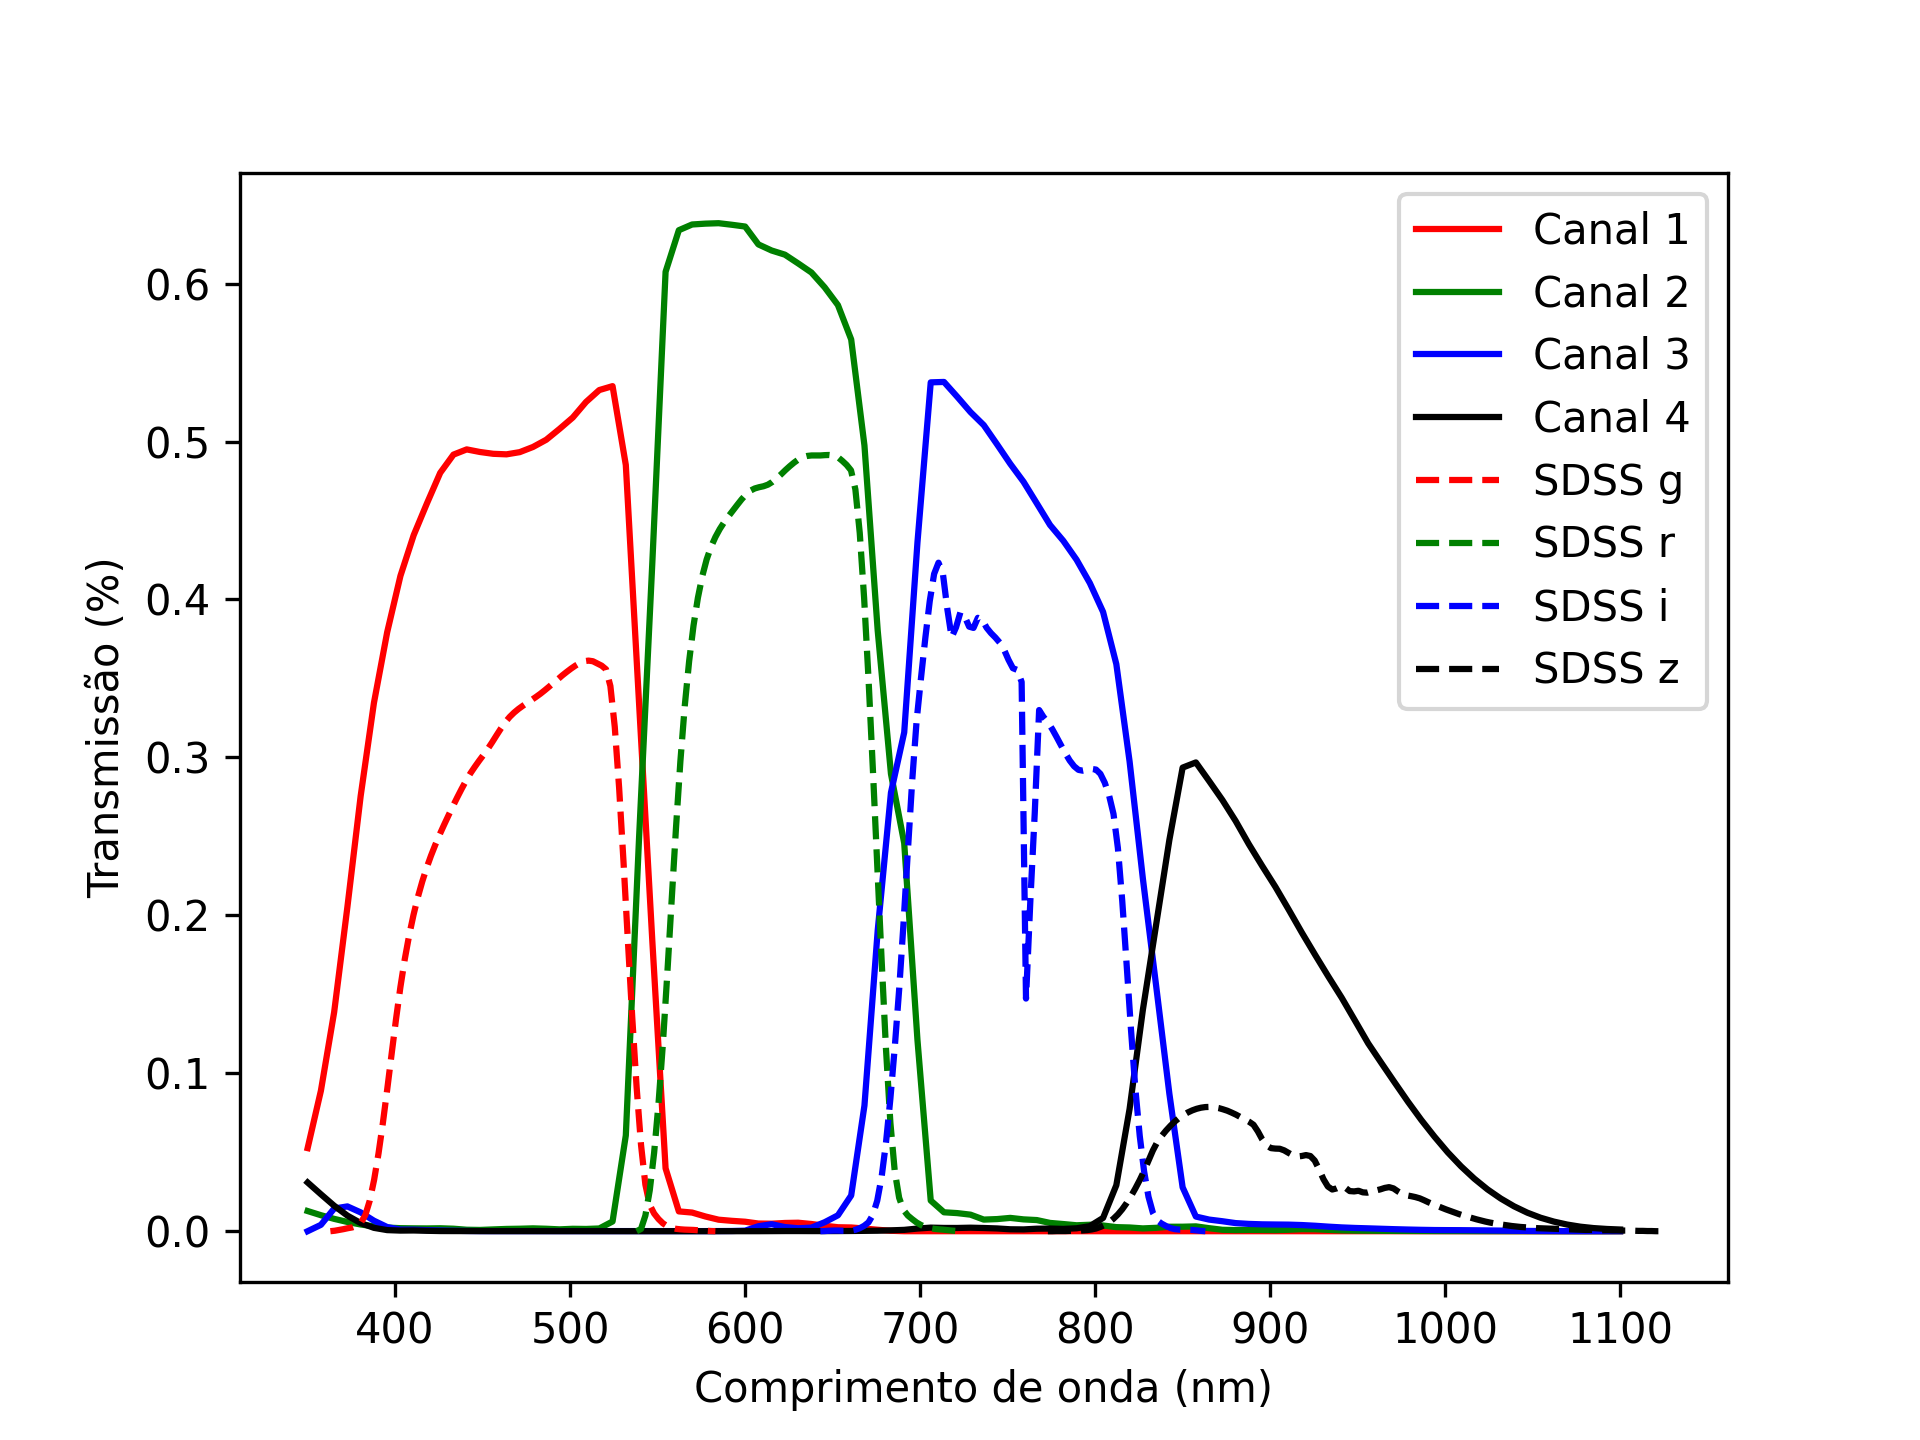 Canal 1
Canal 2
Canal 3
Canal 4
SDSS g
SDSS r
SDSS i
SDSS z
0.6
0.5
0.4
0.3
0.2
0.1
0.0
Transmissão (%)
400 500 600 700 800 900 1000 1100
Comprimento de onda (nm)